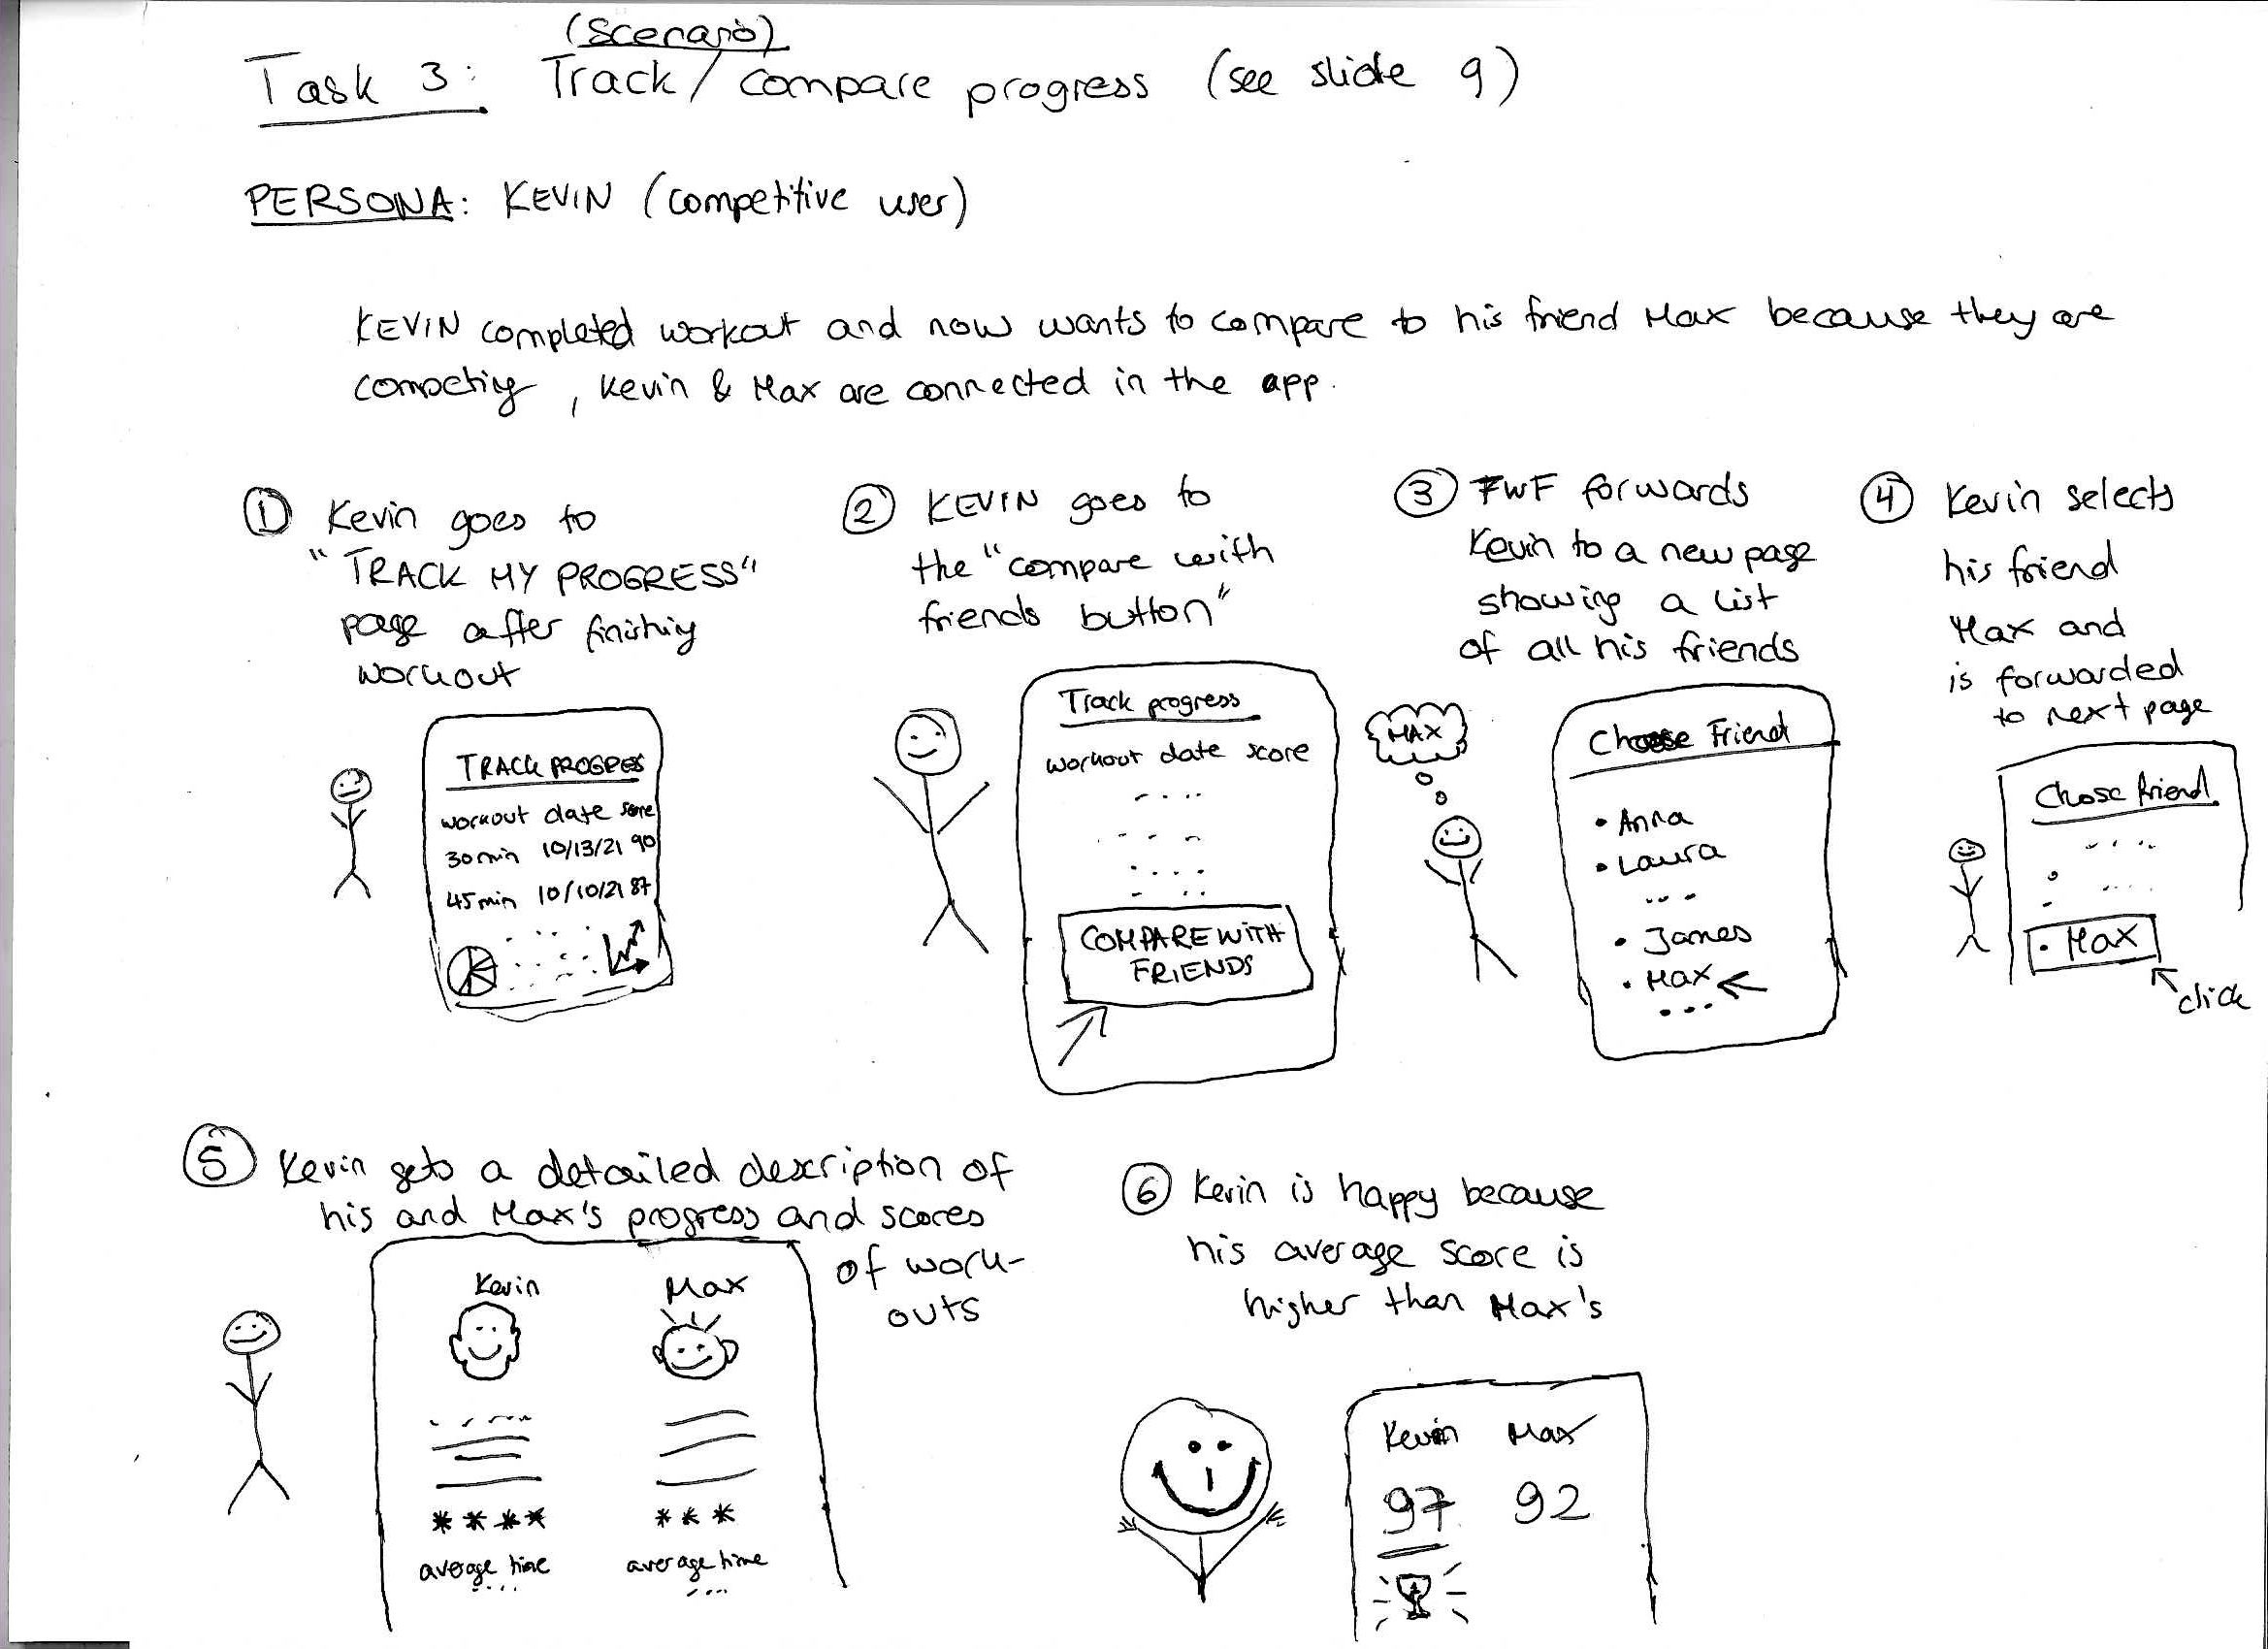 (scenario)
Task 3: Track/compare progress (see slide 9)
PERSONA: KEVIN (competitive user)
KEVIN completed workout and now wants to compare to his friend Max because they are
competing, Kevin & Max are connected in the app.
① Kevin goes to
"TRACK MY PROGRESS"
page after finishing
workout
TRACK PROGRES
workout date score
30 min 10/13/21 90
45 min 10/10/21 87
② KEVIN goes to
the "compare with
friends button"
Track progress
workout date score
COMPARE WITH
FRIENDS
③ FWF forwards
Kevin to a new page
showing a list
of all his friends
MAX
Choose Friend
• Anna
• Laura
...
• James
• Max
...
④ Kevin selects
his friend
Max and
is forwarded
to next page
Chose friend
• Max
click
⑤ Kevin gets a detailed description of
his and Max's progress and scores
of work-
outs
Kevin Max
**** ***
average time average time
.... ...
⑥ Kevin is happy because
his average score is
higher than Max's
Kevin Max
97 92